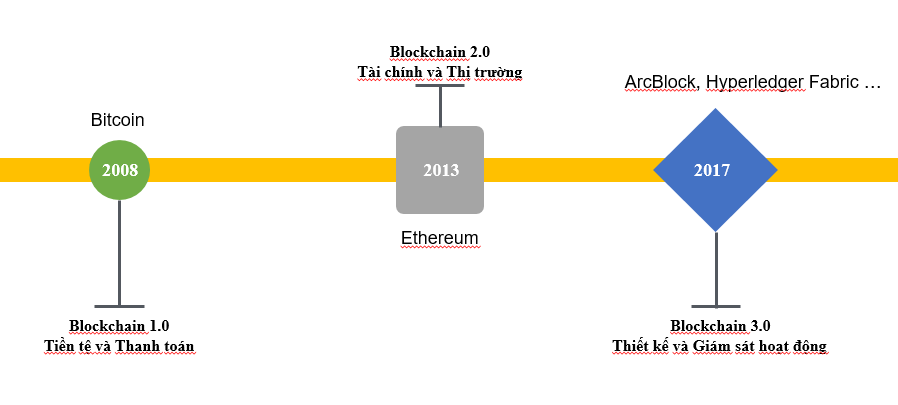 Blockchain 2.0
Tài chính và Thị trường
ArcBlock, Hyperledger Fabric …
Bitcoin
2008
2013
2017
Ethereum
Blockchain 1.0
Tiền tệ và Thanh toán
Blockchain 3.0
Thiết kế và Giám sát hoạt động